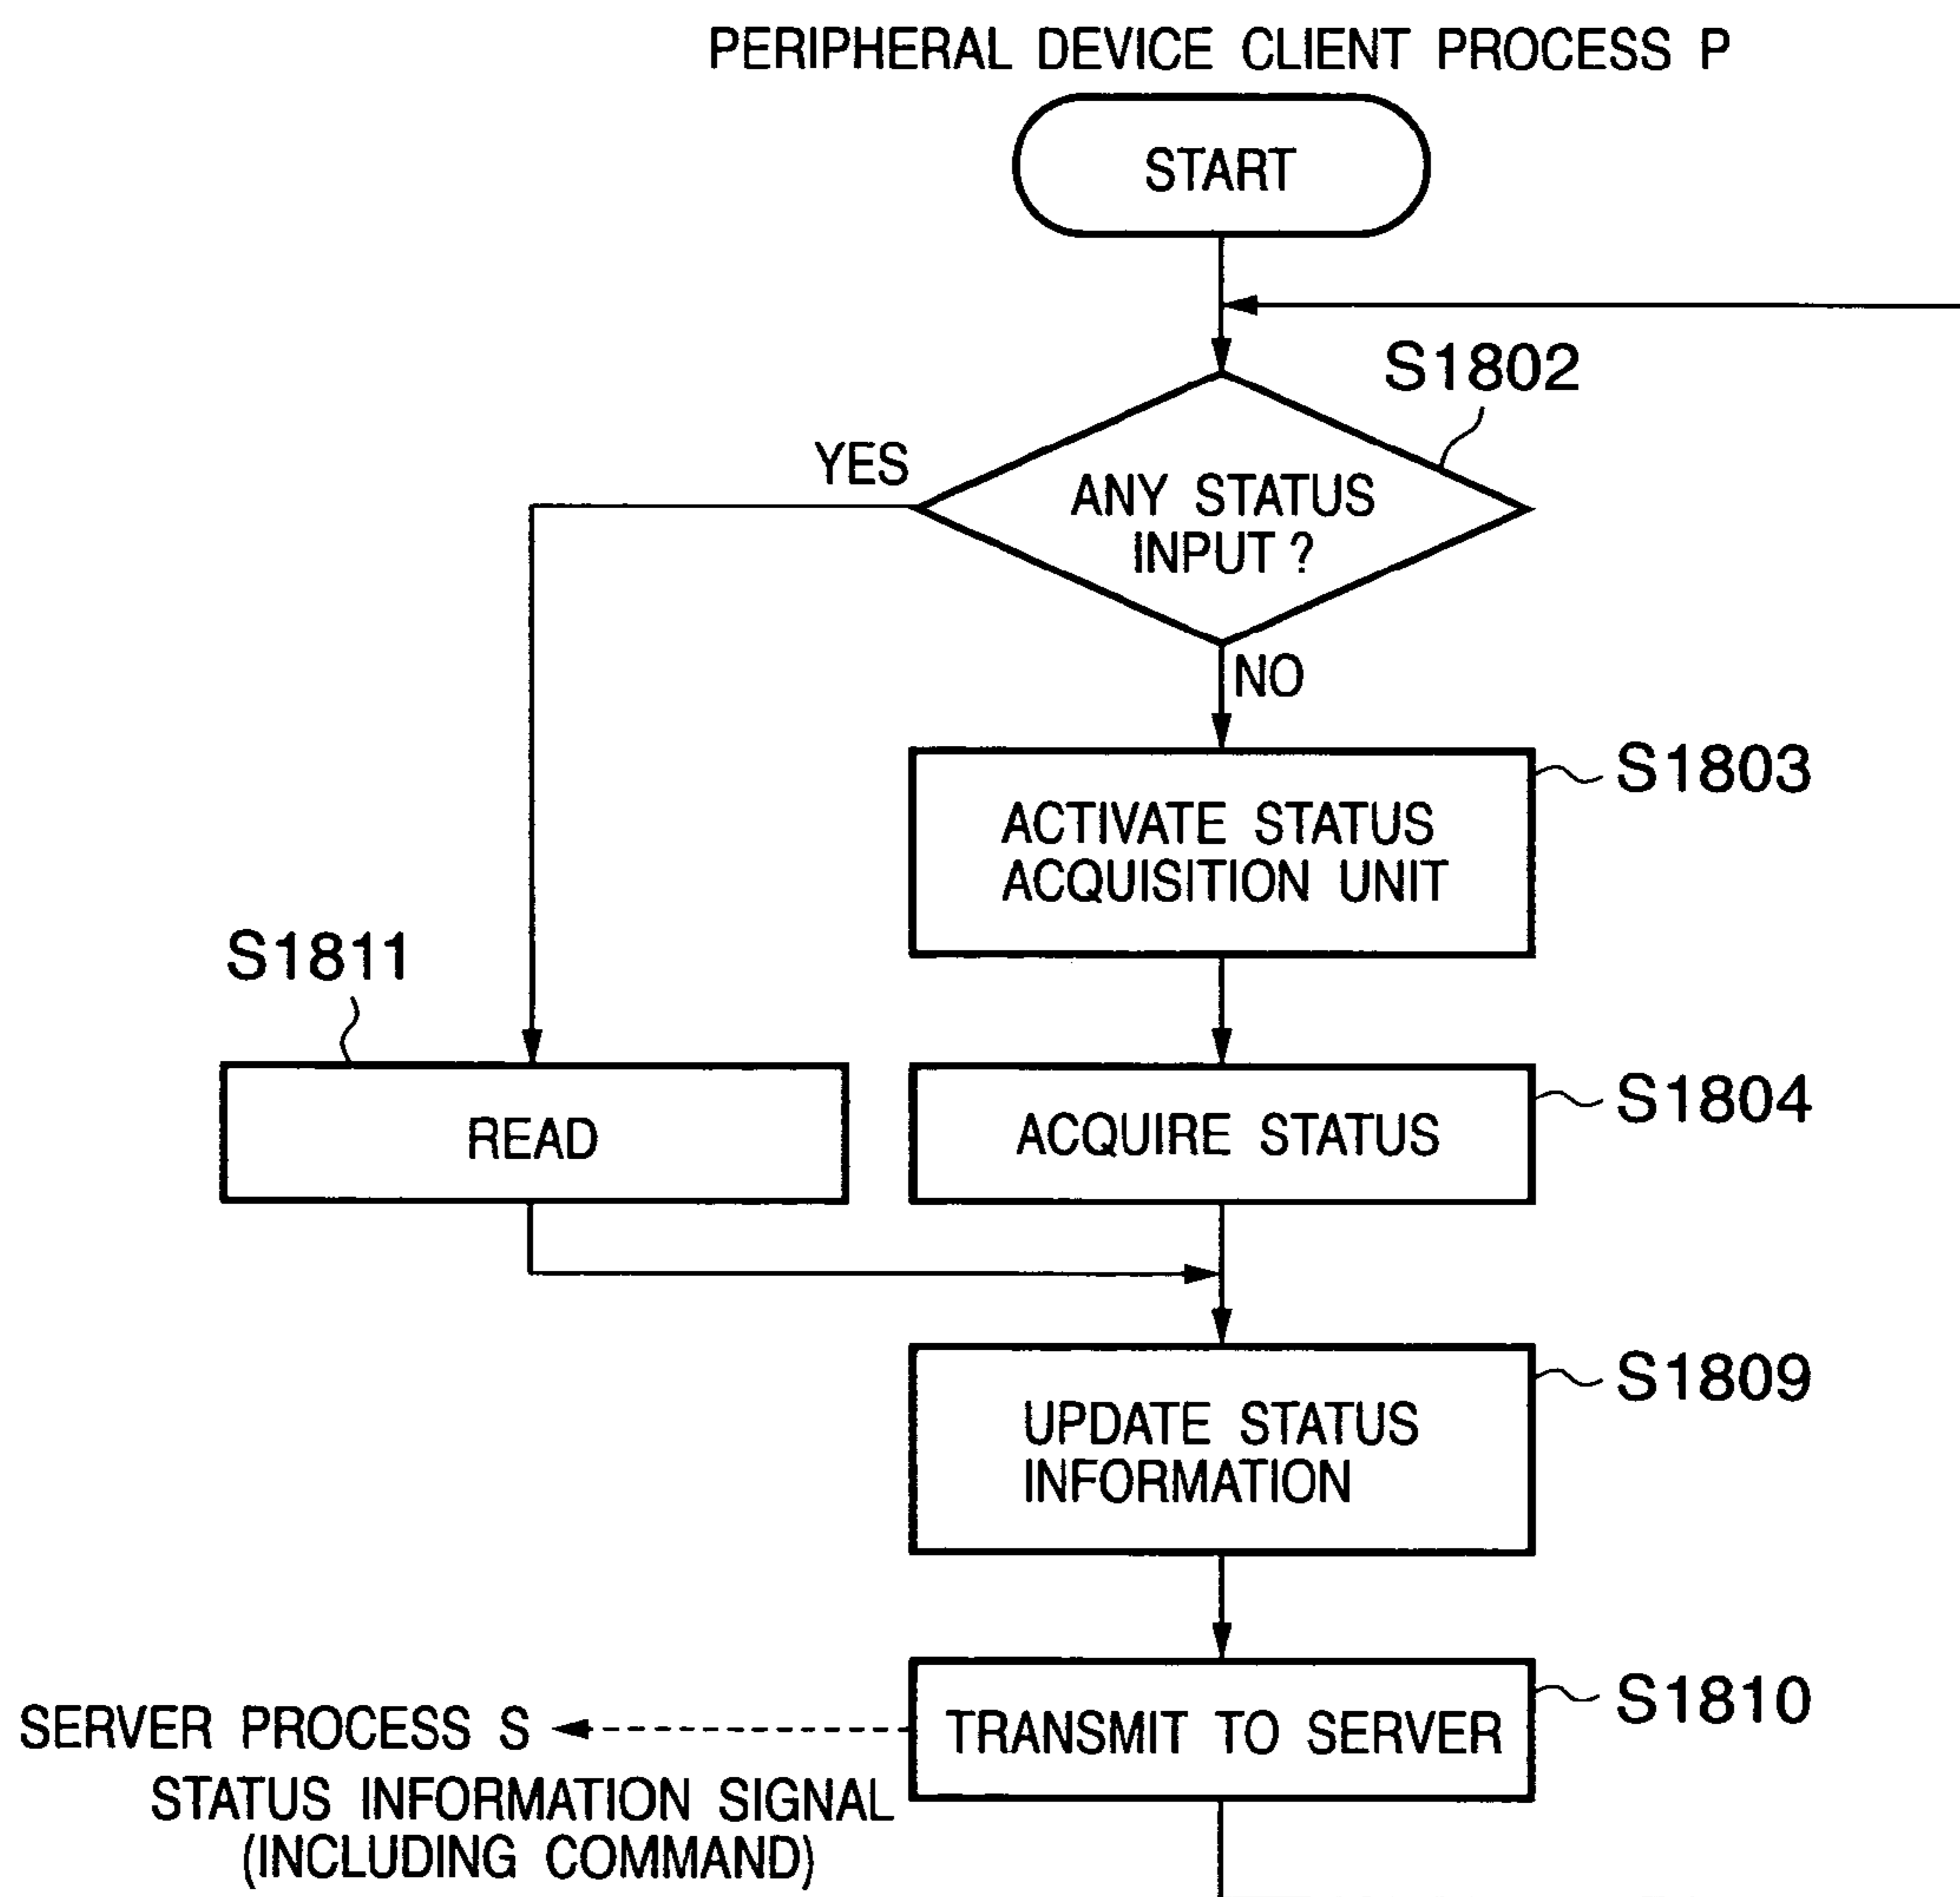 PERIPHERAL DEVICE CLIENT PROCESS P
START
S1802
YES
ANY STATUS
INPUT ?
NO
S1803
ACTIVATE STATUS
ACQUISITION UNIT
S1811
READ
S1804
ACQUIRE STATUS
S1809
UPDATE STATUS
INFORMATION
S1810
SERVER PROCESS S
TRANSMIT TO SERVER
STATUS INFORMATION SIGNAL
(INCLUDING COMMAND)